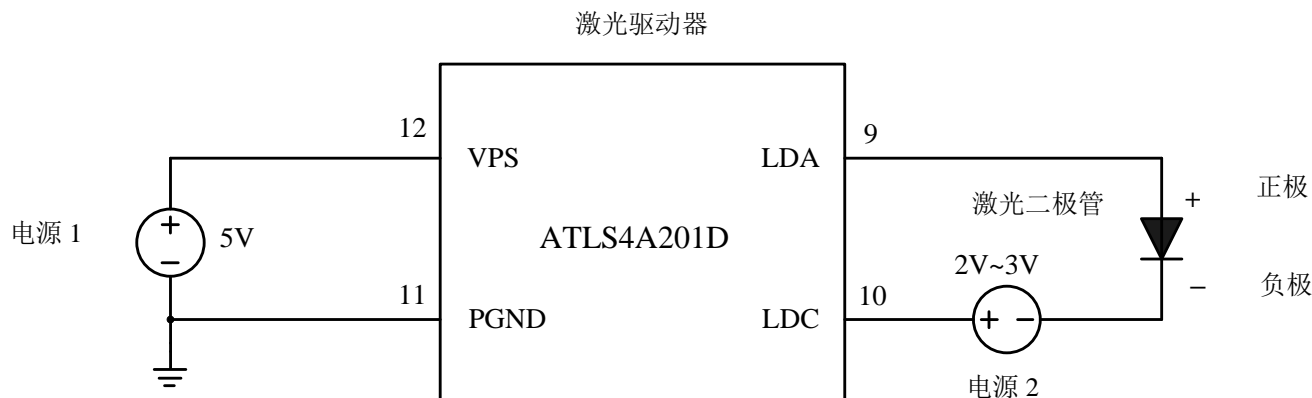 激光驱动器
12
9
VPS
LDA
激光二极管
+
正极
电源 1
+
5V
−
ATLS4A201D
2V~3V
−
负极
11
10
PGND
LDC
+ −
电源 2